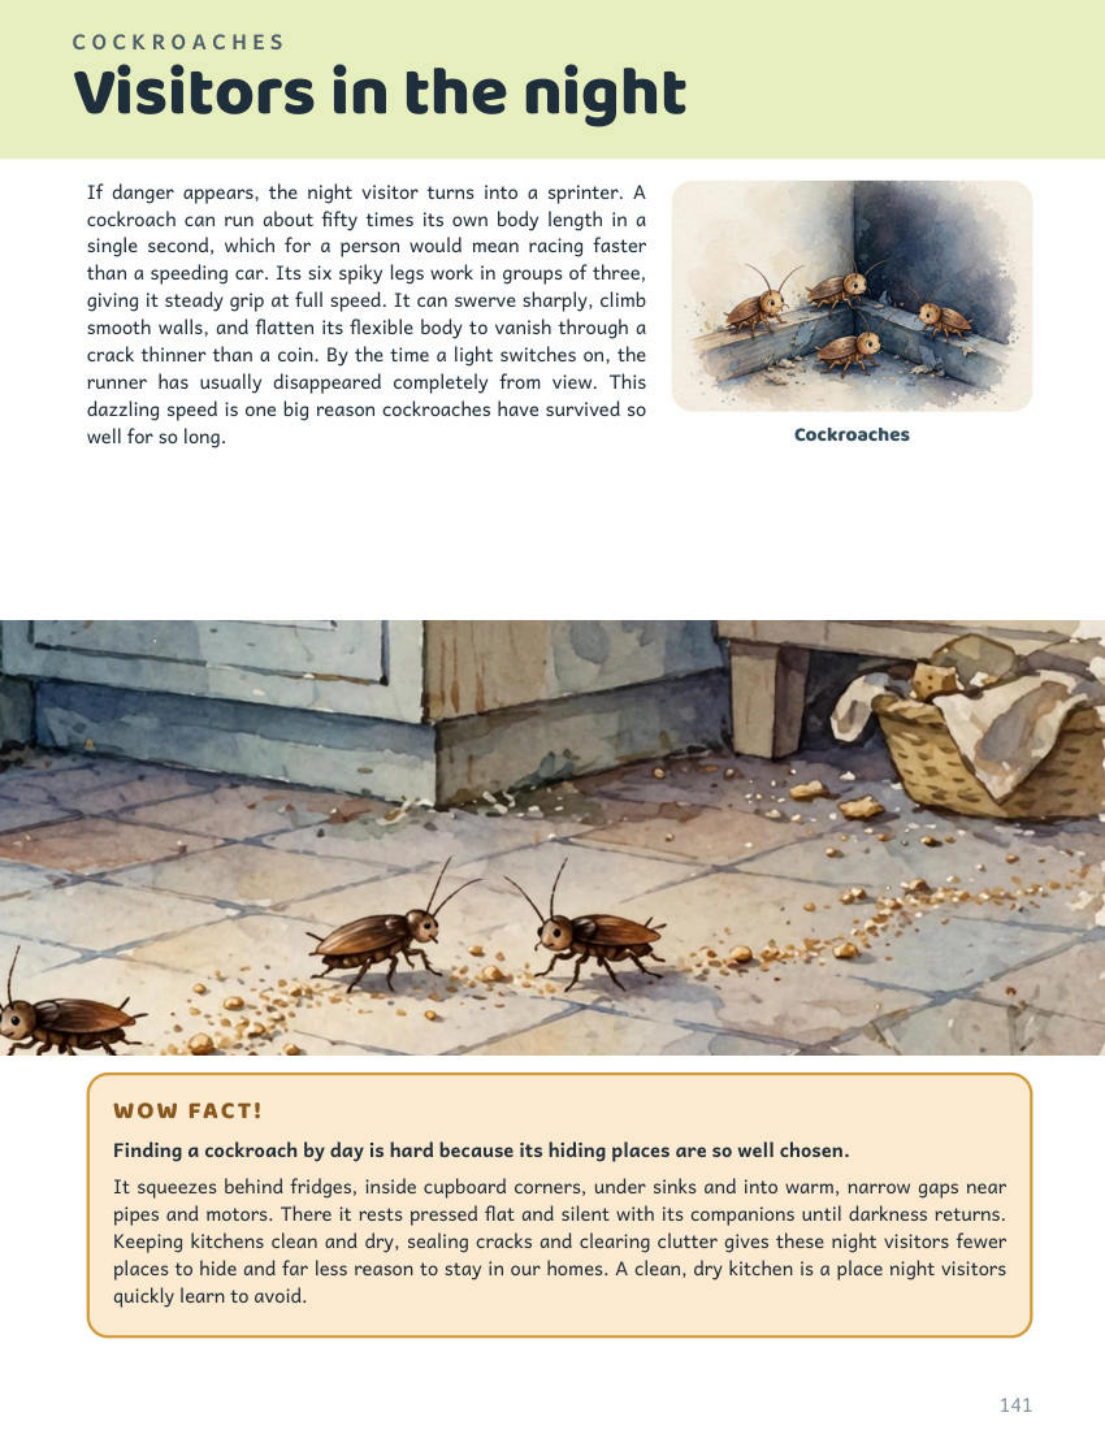 COCKROACHES
Visitors in the night
If danger appears, the night visitor turns into a sprinter. A
cockroach can run about fifty times its own body length in a
single second, which for a person would mean racing faster
than a speeding car. Its six spiky legs work in groups of three,
giving it steady grip at full speed. It can swerve sharply, climb
smooth walls, and flatten its flexible body to vanish through a
crack thinner than a coin. By the time a light switches on, the
runner has usually disappeared completely from view. This
dazzling speed is one big reason cockroaches have survived so
well for so long.
Cockroaches
WOW FACT!
Finding a cockroach by day is hard because its hiding places are so well chosen.
It squeezes behind fridges, inside cupboard corners, under sinks and into warm, narrow gaps near
pipes and motors. There it rests pressed flat and silent with its companions until darkness returns.
Keeping kitchens clean and dry, sealing cracks and clearing clutter gives these night visitors fewer
places to hide and far less reason to stay in our homes. A clean, dry kitchen is a place night visitors
quickly learn to avoid.
141